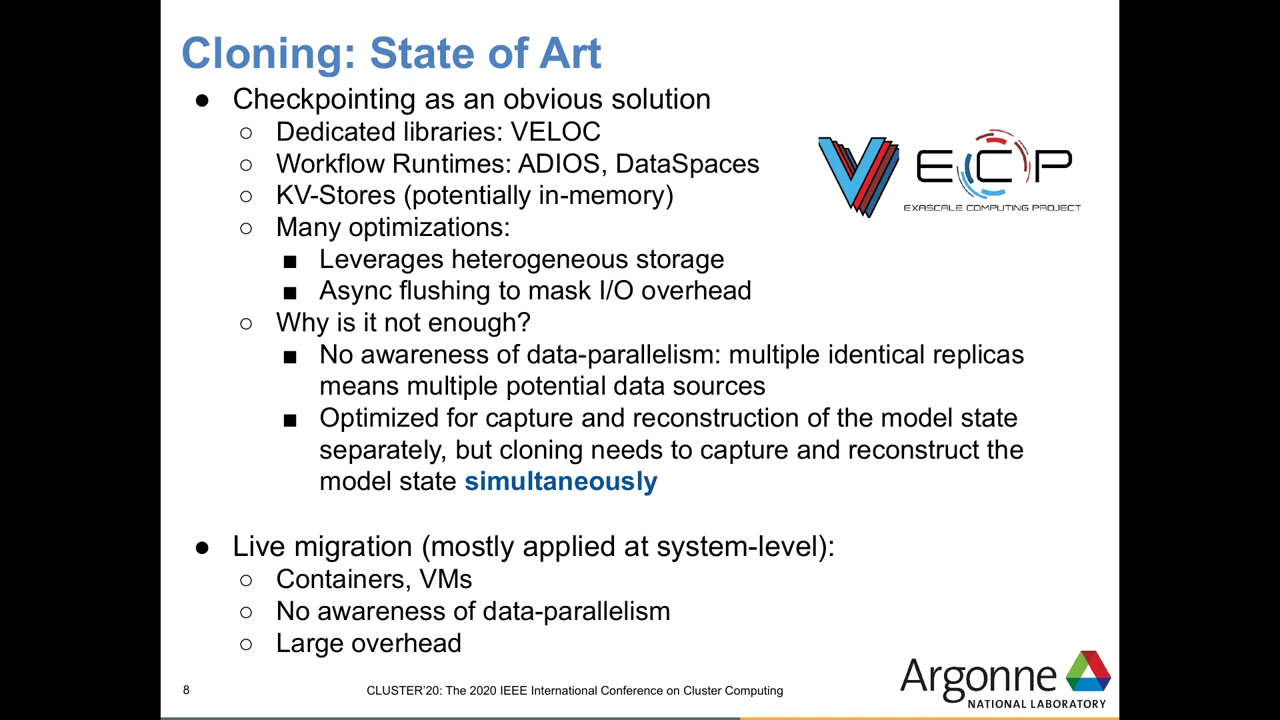 Cloning: State of Art
● Checkpointing as an obvious solution
○ Dedicated libraries: VELOC
○ Workflow Runtimes: ADIOS, DataSpaces
○ KV-Stores (potentially in-memory)
○ Many optimizations:
■ Leverages heterogeneous storage
■ Async flushing to mask I/O overhead
○ Why is it not enough?
■ No awareness of data-parallelism: multiple identical replicas
means multiple potential data sources
■ Optimized for capture and reconstruction of the model state
separately, but cloning needs to capture and reconstruct the
model state simultaneously
● Live migration (mostly applied at system-level):
○ Containers, VMs
○ No awareness of data-parallelism
○ Large overhead
V
ECP
EXASCALE COMPUTING PROJECT
8
CLUSTER’20: The 2020 IEEE International Conference on Cluster Computing
Argonne
NATIONAL LABORATORY